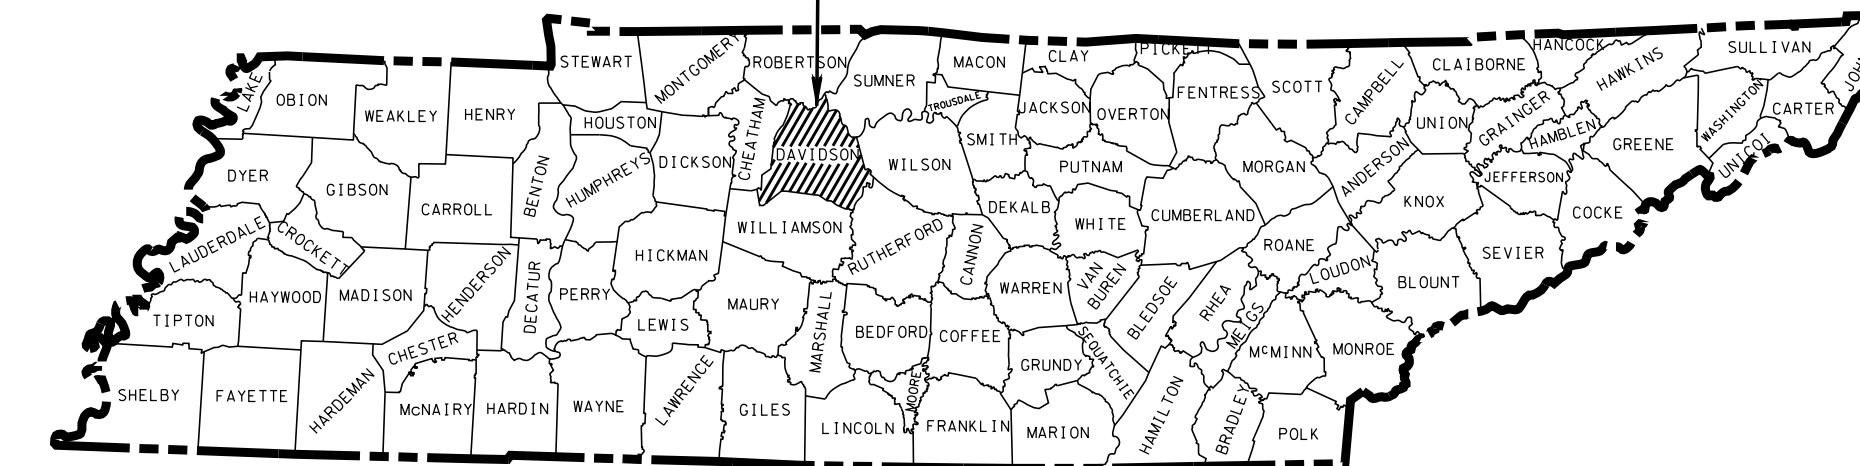 STEWART
MONTGOMERY
ROBERTSON
SUMNER
MACON
CLAY
PICKETT
SCOTT
CAMPBELL
CLAIBORNE
HANCOCK
HAWKINS
SULLIVAN
JOH
LAKE
OBION
WEAKLEY
HENRY
HOUSTON
CHEATHAM
TROUSDALE
JACKSON
OVERTON
FENTRESS
UNION
GRAINGER
HAMBLEN
WASHINGTON
CARTER
UNICOI
GREENE
DYER
GIBSON
CARROLL
BENTON
HUMPHREYS
DICKSON
DAVIDSON
WILSON
SMITH
PUTNAM
MORGAN
ANDERSON
KNOX
JEFFERSON
COCKE
LAUDERDALE
CROCKETT
WILLIAMSON
RUTHERFORD
CANNON
DEKALB
WHITE
CUMBERLAND
ROANE
LOUDON
BLOUNT
SEVIER
TIPTON
HAYWOOD
MADISON
HENDERSON
DECATUR
PERRY
HICKMAN
LEWIS
MAURY
MARSHALL
BEDFORD
COFFEE
WARREN
VAN
BUREN
BLEDSOE
RHEA
MEIGS
McMINN
MONROE
SHELBY
FAYETTE
HARDEMAN
CHESTER
McNAIRY
HARDIN
WAYNE
LAWRENCE
GILES
LINCOLN
MOORE
FRANKLIN
GRUNDY
SEQUATCHIE
MARION
HAMILTON
BRADLEY
POLK